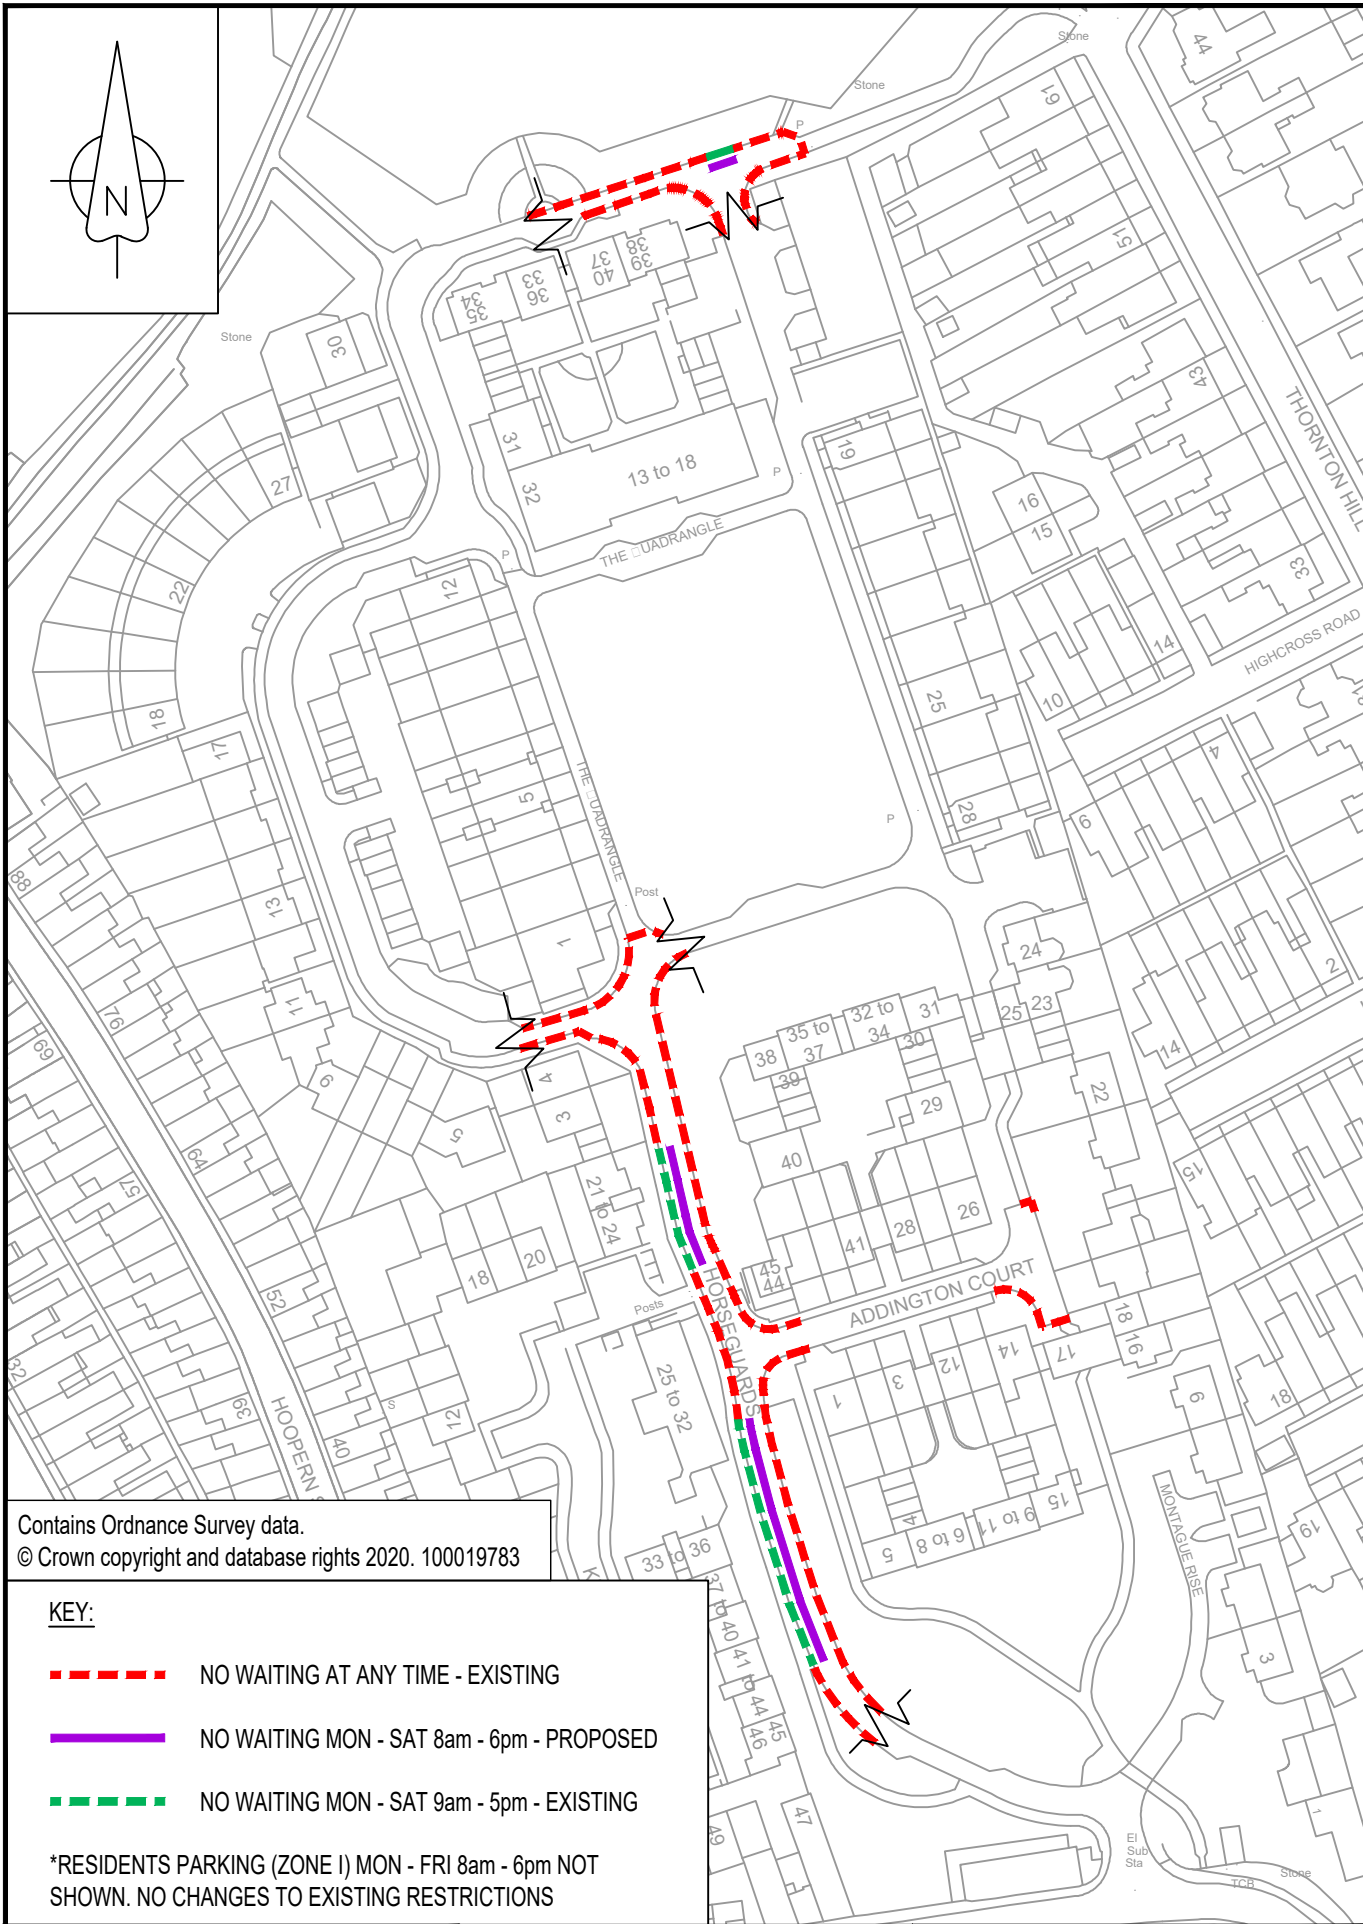 N
Stone
Stone
44
P
61
51
38
39
37
40
33
36
34
35
Stone
30
43
THORNTON HILL
31
32
13 to 18
P
19
27
16
15
THE UADRANGLE
P
33
22
12
14
HIGHCROSS ROAD
10
25
18
17
4
THE UADRANGLE
5
P
28
6
88
Post
13
1
24
2
76
11
25
23
32 to
34
31
30
35 to
37
38
39
14
69
9
4
3
29
22
5
40
64
57
15
21 to 24
26
28
41
20
18
45
44
ADDINGTON COURT
52
Posts
HORSEGUARDS
18
16
17
14
12
3
1
32
25 to 32
39
S
12
9
18
40
HOOPERN S
15
9 to 11
6 to 8
4
5
MONTAGUE RISE
19
33 to 36
K
37 to 40
41 to 44
45
46
3
47
49
1
El
Sub
Sta
Stone
TCB
Contains Ordnance Survey data.
© Crown copyright and database rights 2020. 100019783
KEY:
NO WAITING AT ANY TIME - EXISTING
NO WAITING MON - SAT 8am - 6pm - PROPOSED
NO WAITING MON - SAT 9am - 5pm - EXISTING
*RESIDENTS PARKING (ZONE I) MON - FRI 8am - 6pm NOT
SHOWN. NO CHANGES TO EXISTING RESTRICTIONS